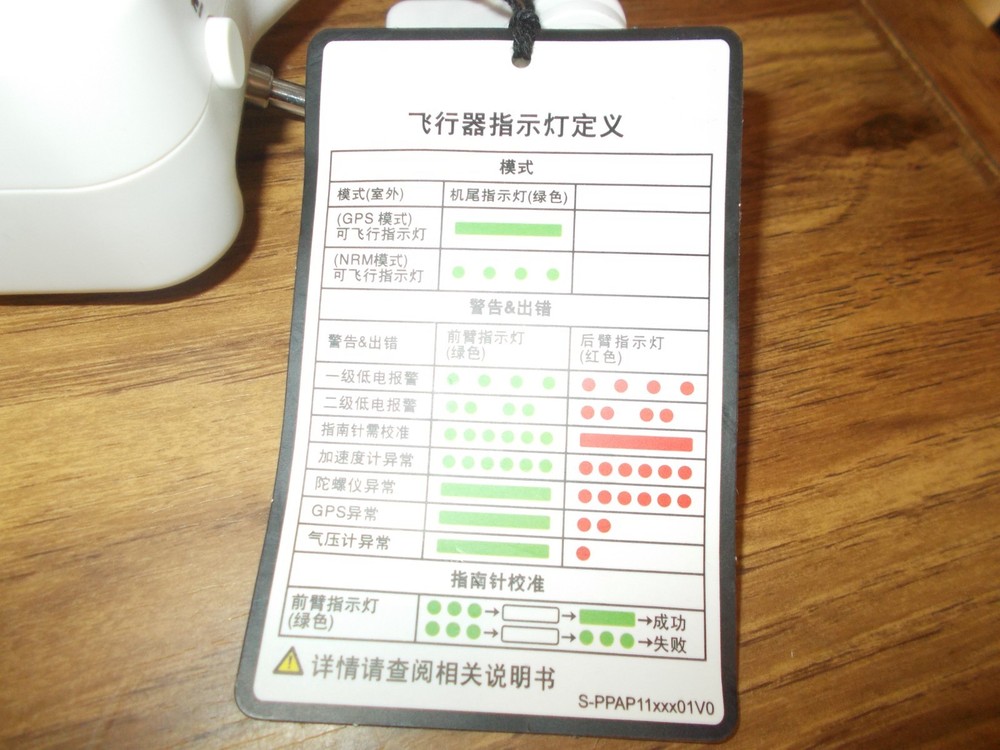 飞行器指示灯定义
模式
模式(室外) 机尾指示灯(绿色)
(GPS 模式)
可飞行指示灯
(NRM模式)
可飞行指示灯
警告&出错
警告&出错 前臂指示灯 后臂指示灯
(绿色) (红色)
一级低电报警
二级低电报警
指南针需校准
加速度计异常
陀螺仪异常
GPS异常
气压计异常
指南针校准
前臂指示灯
(绿色)
→ → →成功
→ → →失败
详情请查阅相关说明书
S-PPAP11xxx01V0